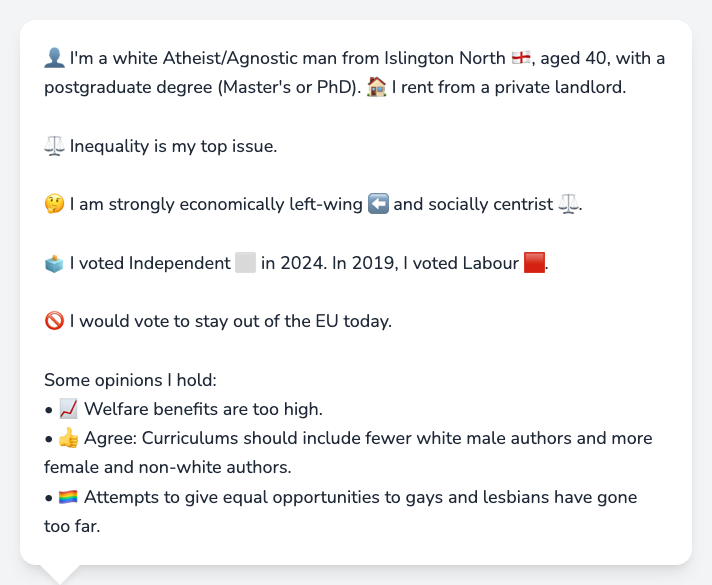 👤 I'm a white Atheist/Agnostic man from Islington North 🏴󠁧󠁢󠁥󠁮󠁧󠁿, aged 40, with a
postgraduate degree (Master's or PhD). 🏠 I rent from a private landlord.
⚖️ Inequality is my top issue.
🤔 I am strongly economically left-wing ⬅️ and socially centrist ⚖️.
🗳️ I voted Independent ⬜ in 2024. In 2019, I voted Labour 🟥.
🚫 I would vote to stay out of the EU today.
Some opinions I hold:
• 📈 Welfare benefits are too high.
• 👍 Agree: Curriculums should include fewer white male authors and more
female and non-white authors.
• 🏳️‍🌈 Attempts to give equal opportunities to gays and lesbians have gone
too far.